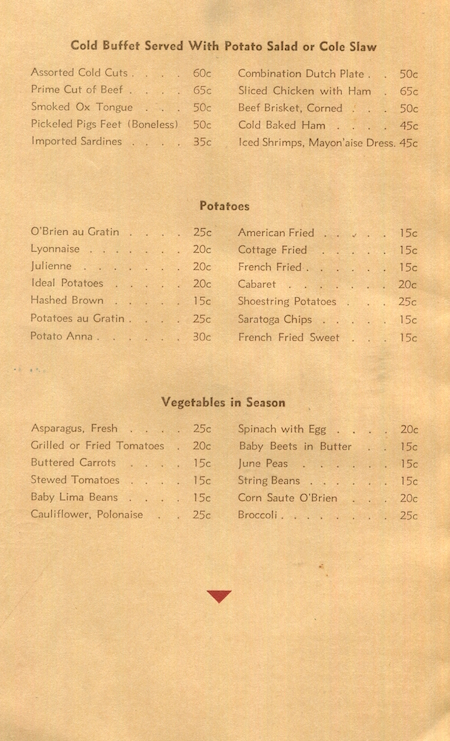 Cold Buffet Served With Potato Salad or Cole Slaw
Assorted Cold Cuts . . . . 60c
Prime Cut of Beef . . . . 65c
Smoked Ox Tongue . . . 50c
Pickeled Pigs Feet (Boneless) 50c
Imported Sardines . . . . 35c
Combination Dutch Plate . . 50c
Sliced Chicken with Ham . 65c
Beef Brisket, Corned . . . 50c
Cold Baked Ham . . . . 45c
Iced Shrimps, Mayon'aise Dress. 45c
Potatoes
O'Brien au Gratin . . . . 25c
Lyonnaise . . . . . . 20c
Julienne . . . . . . . 20c
Ideal Potatoes . . . . . 20c
Hashed Brown . . . . . 15c
Potatoes au Gratin . . . . 25c
Potato Anna . . . . . . 30c
American Fried . . . . . 15c
Cottage Fried . . . . . 15c
French Fried . . . . . . 15c
Cabaret . . . . . . . 20c
Shoestring Potatoes . . . 25c
Saratoga Chips . . . . . 15c
French Fried Sweet . . . 15c
Vegetables in Season
Asparagus, Fresh . . . . 25c
Grilled or Fried Tomatoes . 20c
Buttered Carrots . . . . 15c
Stewed Tomatoes . . . . 15c
Baby Lima Beans . . . . 15c
Cauliflower, Polonaise . . 25c
Spinach with Egg . . . . 20c
Baby Beets in Butter . . 15c
June Peas . . . . . . 15c
String Beans . . . . . . 15c
Corn Saute O'Brien . . . 20c
Broccoli . . . . . . . . 25c